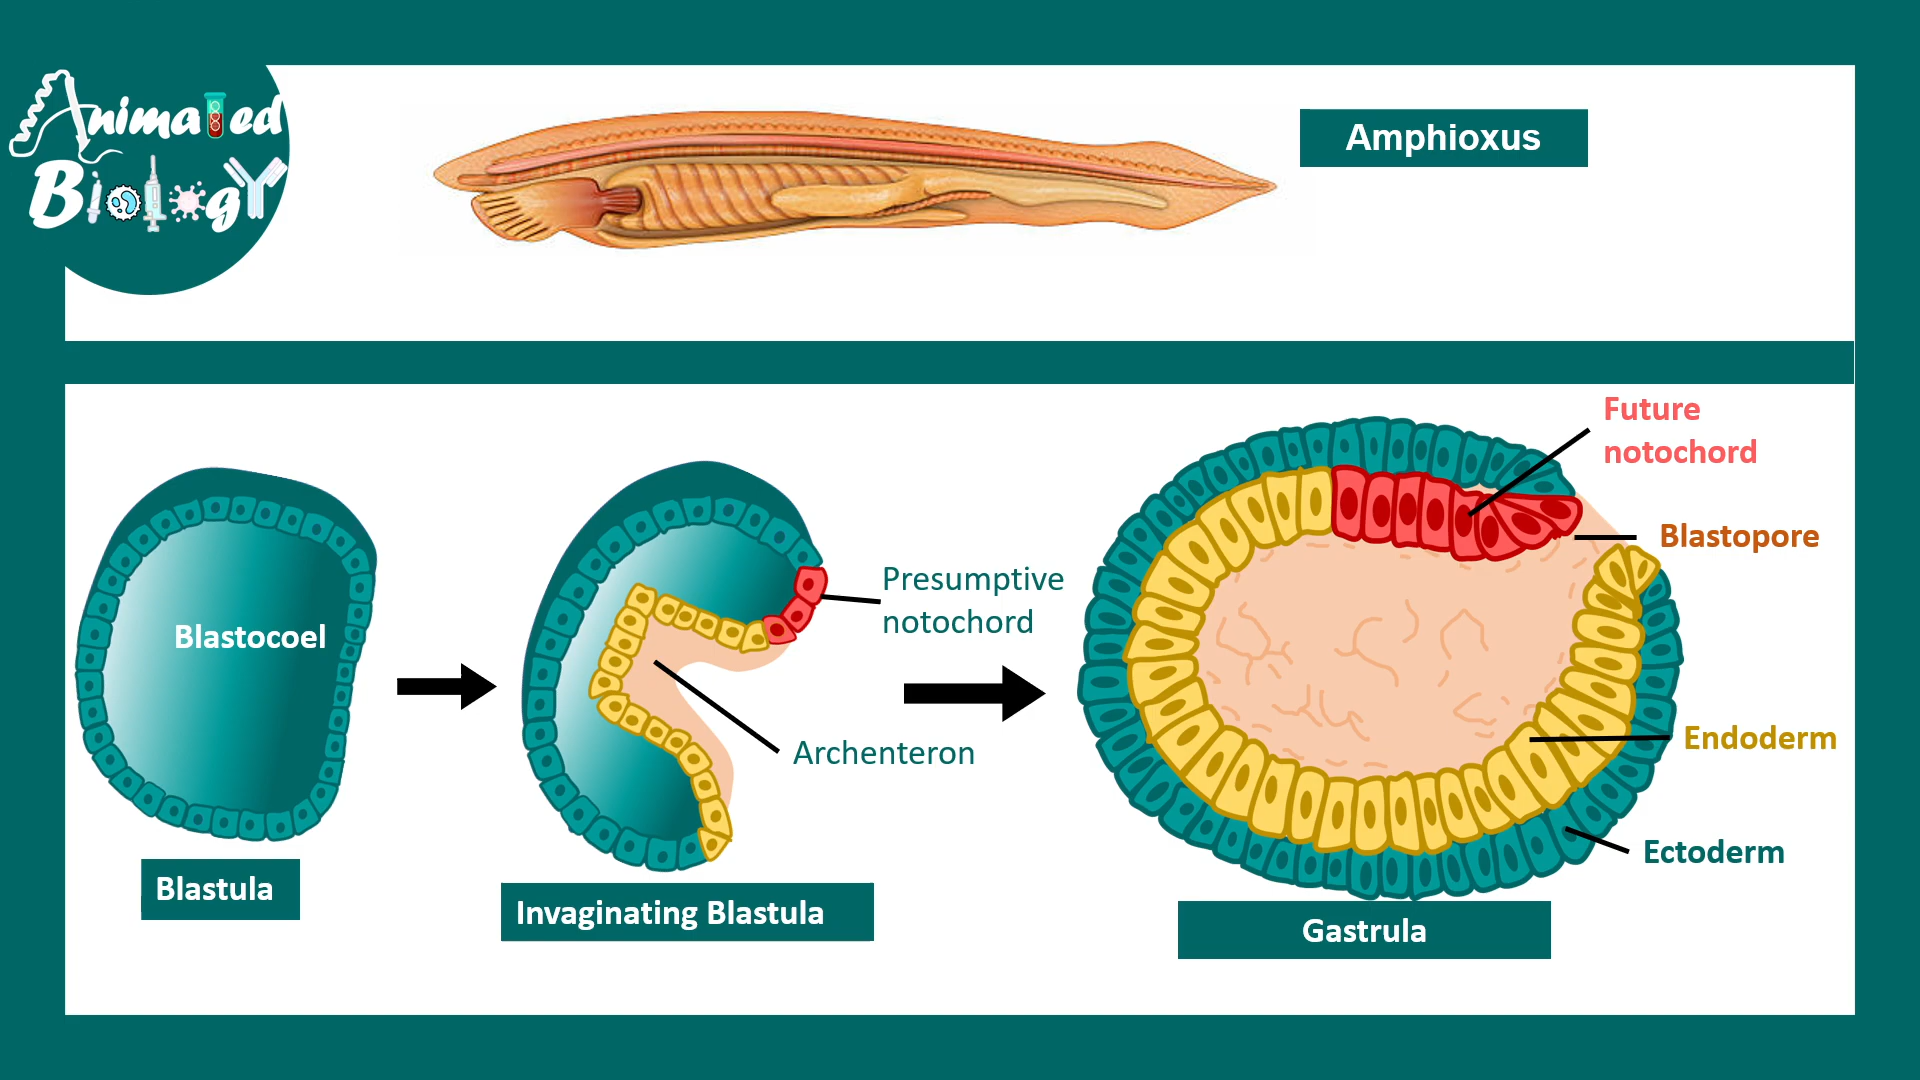 Animated
Biology
Amphioxus
Future
notochord
Blastopore
Presumptive
notochord
Blastocoel
Archenteron
Endoderm
Ectoderm
Blastula
Invaginating Blastula
Gastrula